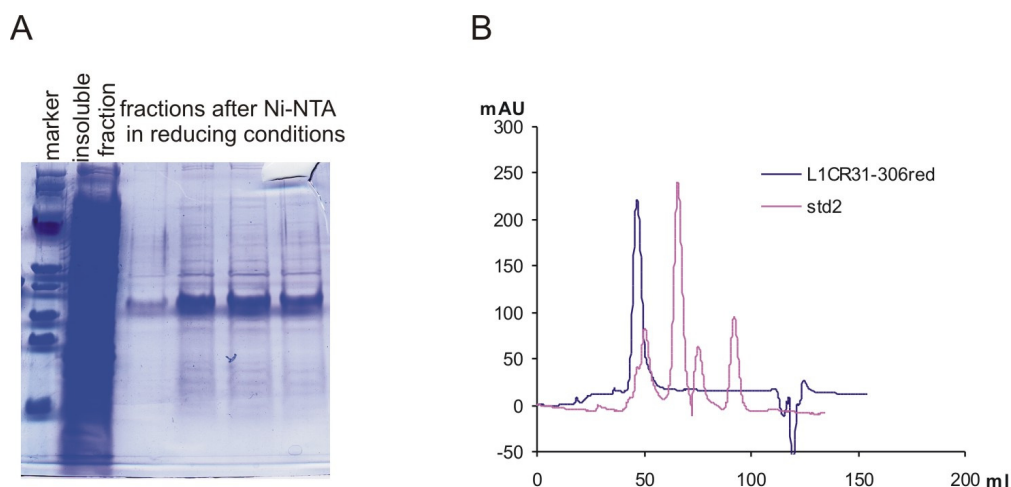 A
marker
insoluble
fraction
fractions after Ni-NTA
in reducing conditions
B
mAU
300
250
200
150
100
50
0
-50
L1CR31-306red
std2
0
50
100
150
200
ml